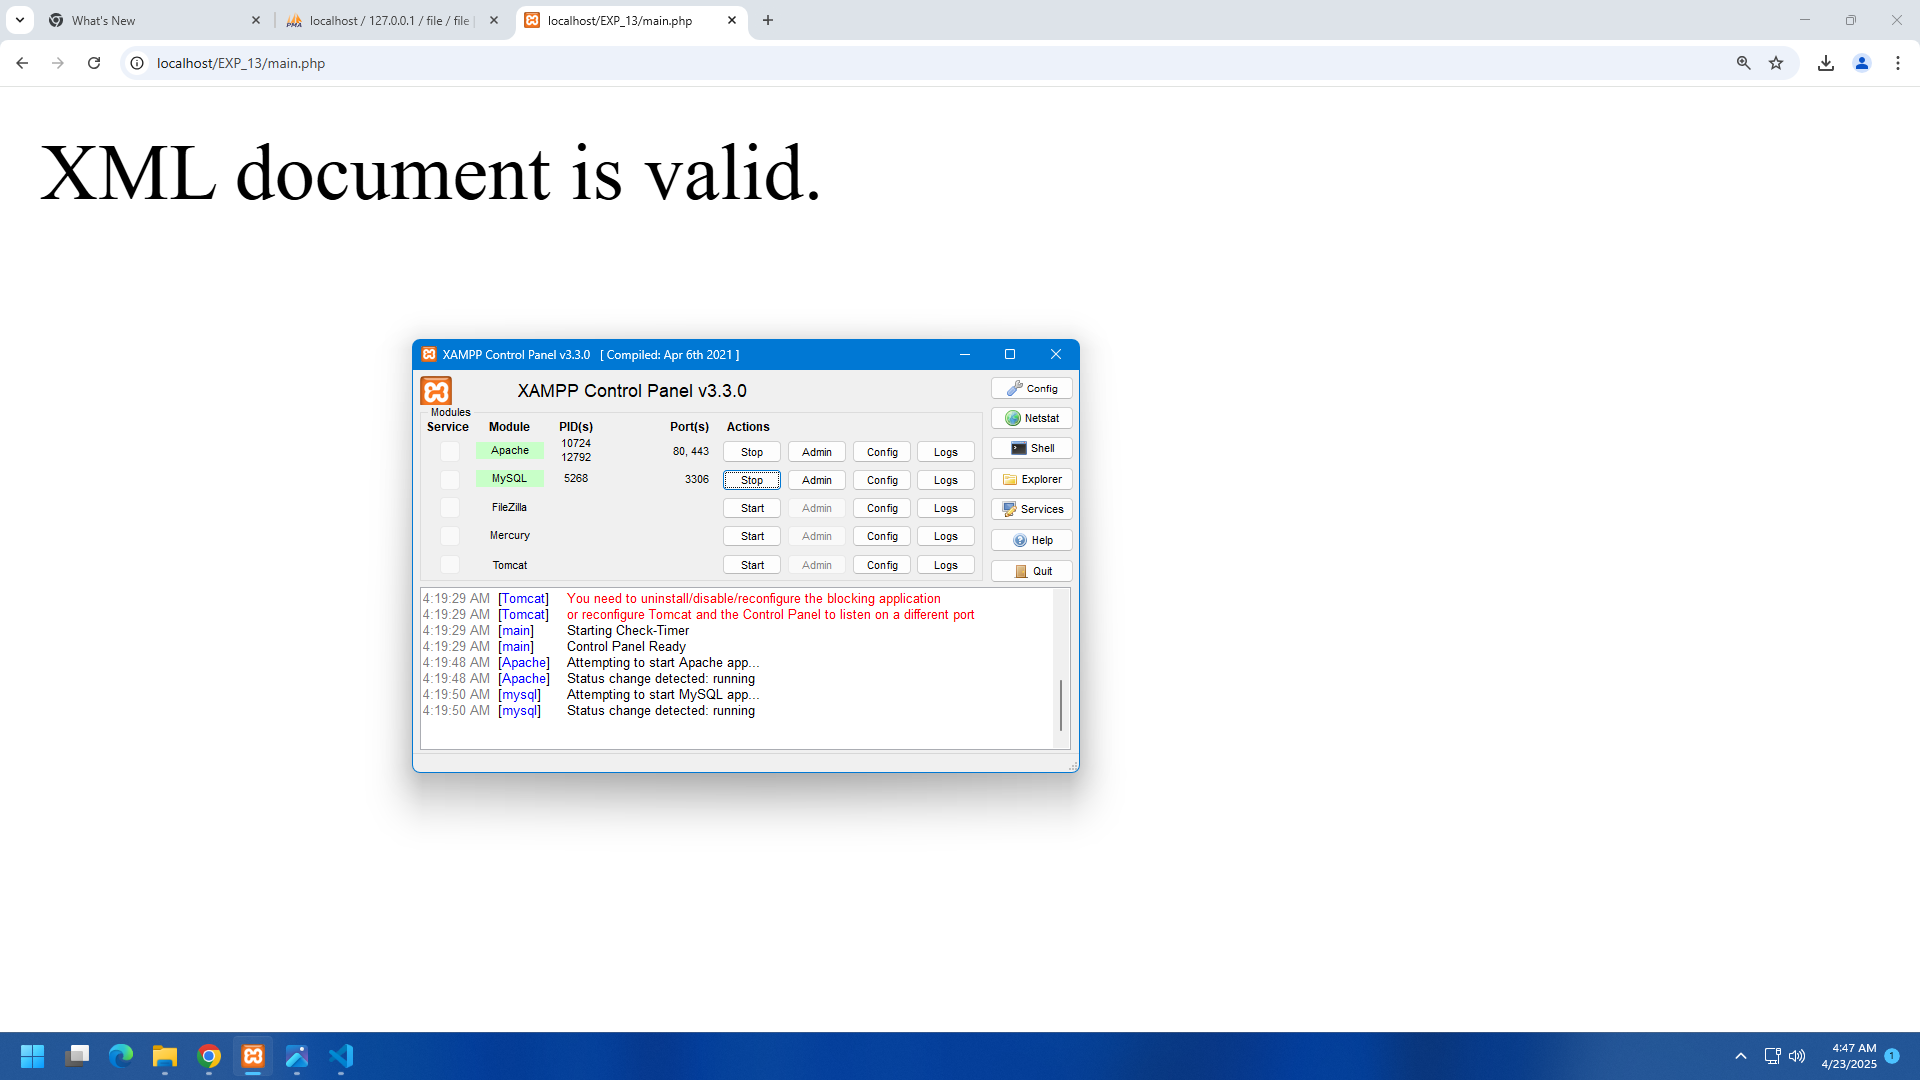 What's New
localhost / 127.0.0.1 / file / file
localhost/EXP_13/main.php
localhost/EXP_13/main.php
XML document is valid.
XAMPP Control Panel v3.3.0 [ Compiled: Apr 6th 2021 ]
XAMPP Control Panel v3.3.0
Config
Modules
Service Module PID(s) Port(s) Actions
Netstat
Apache 10724 12792 80, 443 Stop Admin Config Logs
Shell
MySQL 5268 3306 Stop Admin Config Logs
Explorer
FileZilla Start Admin Config Logs
Services
Mercury Start Admin Config Logs
Help
Tomcat Start Admin Config Logs
Quit
4:19:29 AM [Tomcat] You need to uninstall/disable/reconfigure the blocking application
4:19:29 AM [Tomcat] or reconfigure Tomcat and the Control Panel to listen on a different port
4:19:29 AM [main] Starting Check-Timer
4:19:29 AM [main] Control Panel Ready
4:19:48 AM [Apache] Attempting to start Apache app...
4:19:48 AM [Apache] Status change detected: running
4:19:50 AM [mysql] Attempting to start MySQL app...
4:19:50 AM [mysql] Status change detected: running
4:47 AM
4/23/2025
1